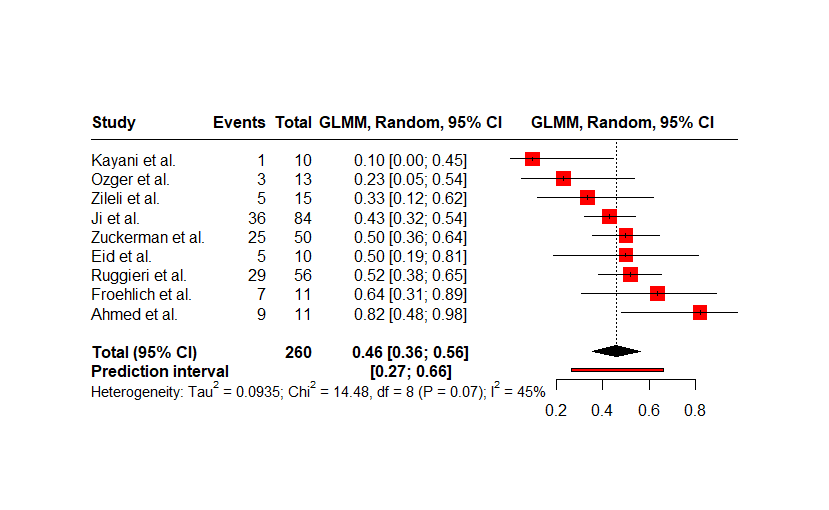 Study Events Total GLMM, Random, 95% CI GLMM, Random, 95% CI
Kayani et al. 1 10 0.10 [0.00; 0.45]
Ozger et al. 3 13 0.23 [0.05; 0.54]
Zileli et al. 5 15 0.33 [0.12; 0.62]
Ji et al. 36 84 0.43 [0.32; 0.54]
Zuckerman et al. 25 50 0.50 [0.36; 0.64]
Eid et al. 5 10 0.50 [0.19; 0.81]
Ruggieri et al. 29 56 0.52 [0.38; 0.65]
Froehlich et al. 7 11 0.64 [0.31; 0.89]
Ahmed et al. 9 11 0.82 [0.48; 0.98]
Total (95% CI) 260 0.46 [0.36; 0.56]
Prediction interval [0.27; 0.66]
Heterogeneity: Tau² = 0.0935; Chi² = 14.48, df = 8 (P = 0.07); I² = 45%
0.2 0.4 0.6 0.8